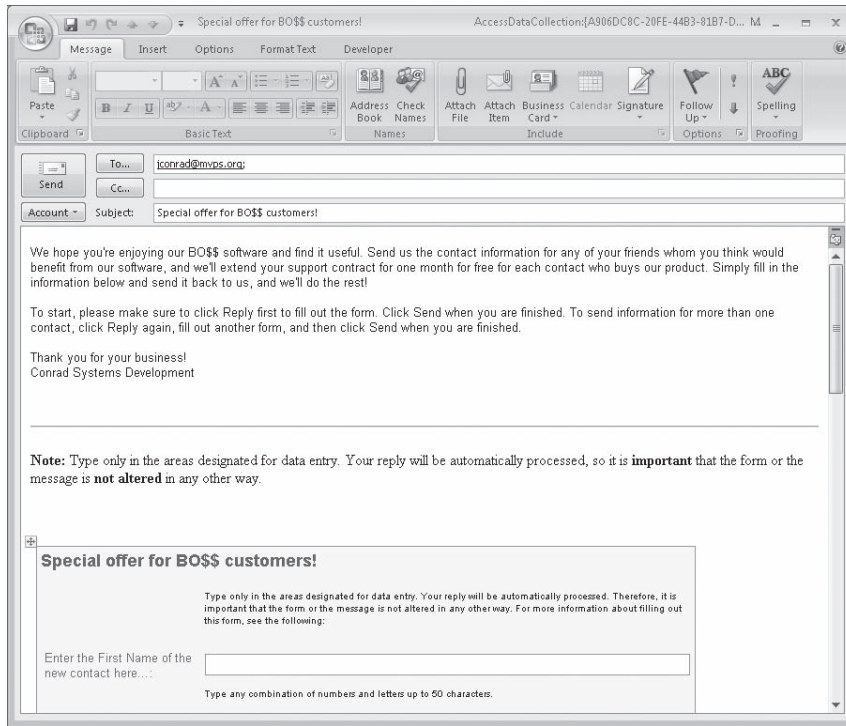 Special offer for BO$$ customers! AccessDataCollection:{A906DC8C-20FE-44B3-81B7-D... M
Message Insert Options Format Text Developer
Paste
B I U ab A
Address Book
Check Names
Attach File
Attach Item
Business Card
Calendar
Signature
Follow Up
ABC
Spelling
Clipboard Basic Text Names Include Options Proofing
Send
To... jconrad@mvps.org;
Cc...
Account Subject: Special offer for BO$$ customers!
We hope you're enjoying our BO$$ software and find it useful. Send us the contact information for any of your friends whom you think would
benefit from our software, and we'll extend your support contract for one month for free for each contact who buys our product. Simply fill in the
information below and send it back to us, and we'll do the rest!
To start, please make sure to click Reply first to fill out the form. Click Send when you are finished. To send information for more than one
contact, click Reply again, fill out another form, and then click Send when you are finished.
Thank you for your business!
Conrad Systems Development
Note: Type only in the areas designated for data entry. Your reply will be automatically processed, so it is important that the form or the
message is not altered in any other way.
Special offer for BO$$ customers!
Type only in the areas designated for data entry. Your reply will be automatically processed. Therefore, it is
important that the form or the message is not altered in any other way. For more information about filling out
this form, see the following:
Enter the First Name of the
new contact here...:
Type any combination of numbers and letters up to 50 characters.